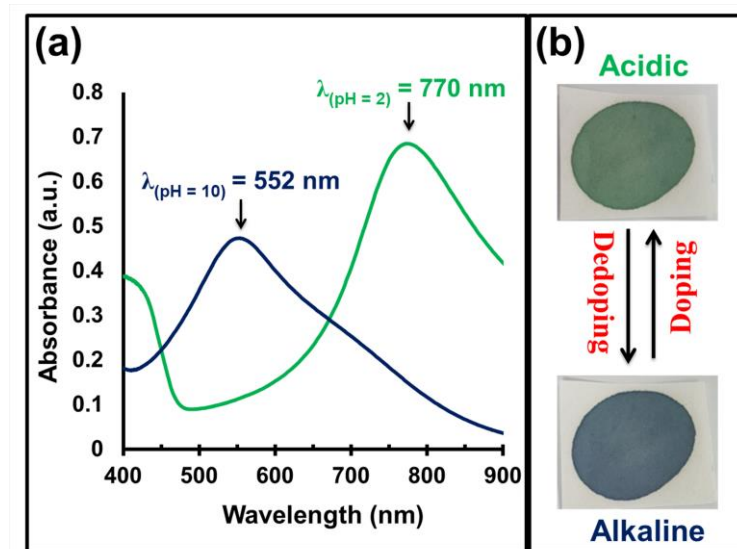 (a)
λ(pH = 2) = 770 nm
λ(pH = 10) = 552 nm
Absorbance (a.u.)
0.8
0.7
0.6
0.5
0.4
0.3
0.2
0.1
0
400 500 600 700 800 900
Wavelength (nm)
(b)
Acidic
Dedoping
Doping
Alkaline